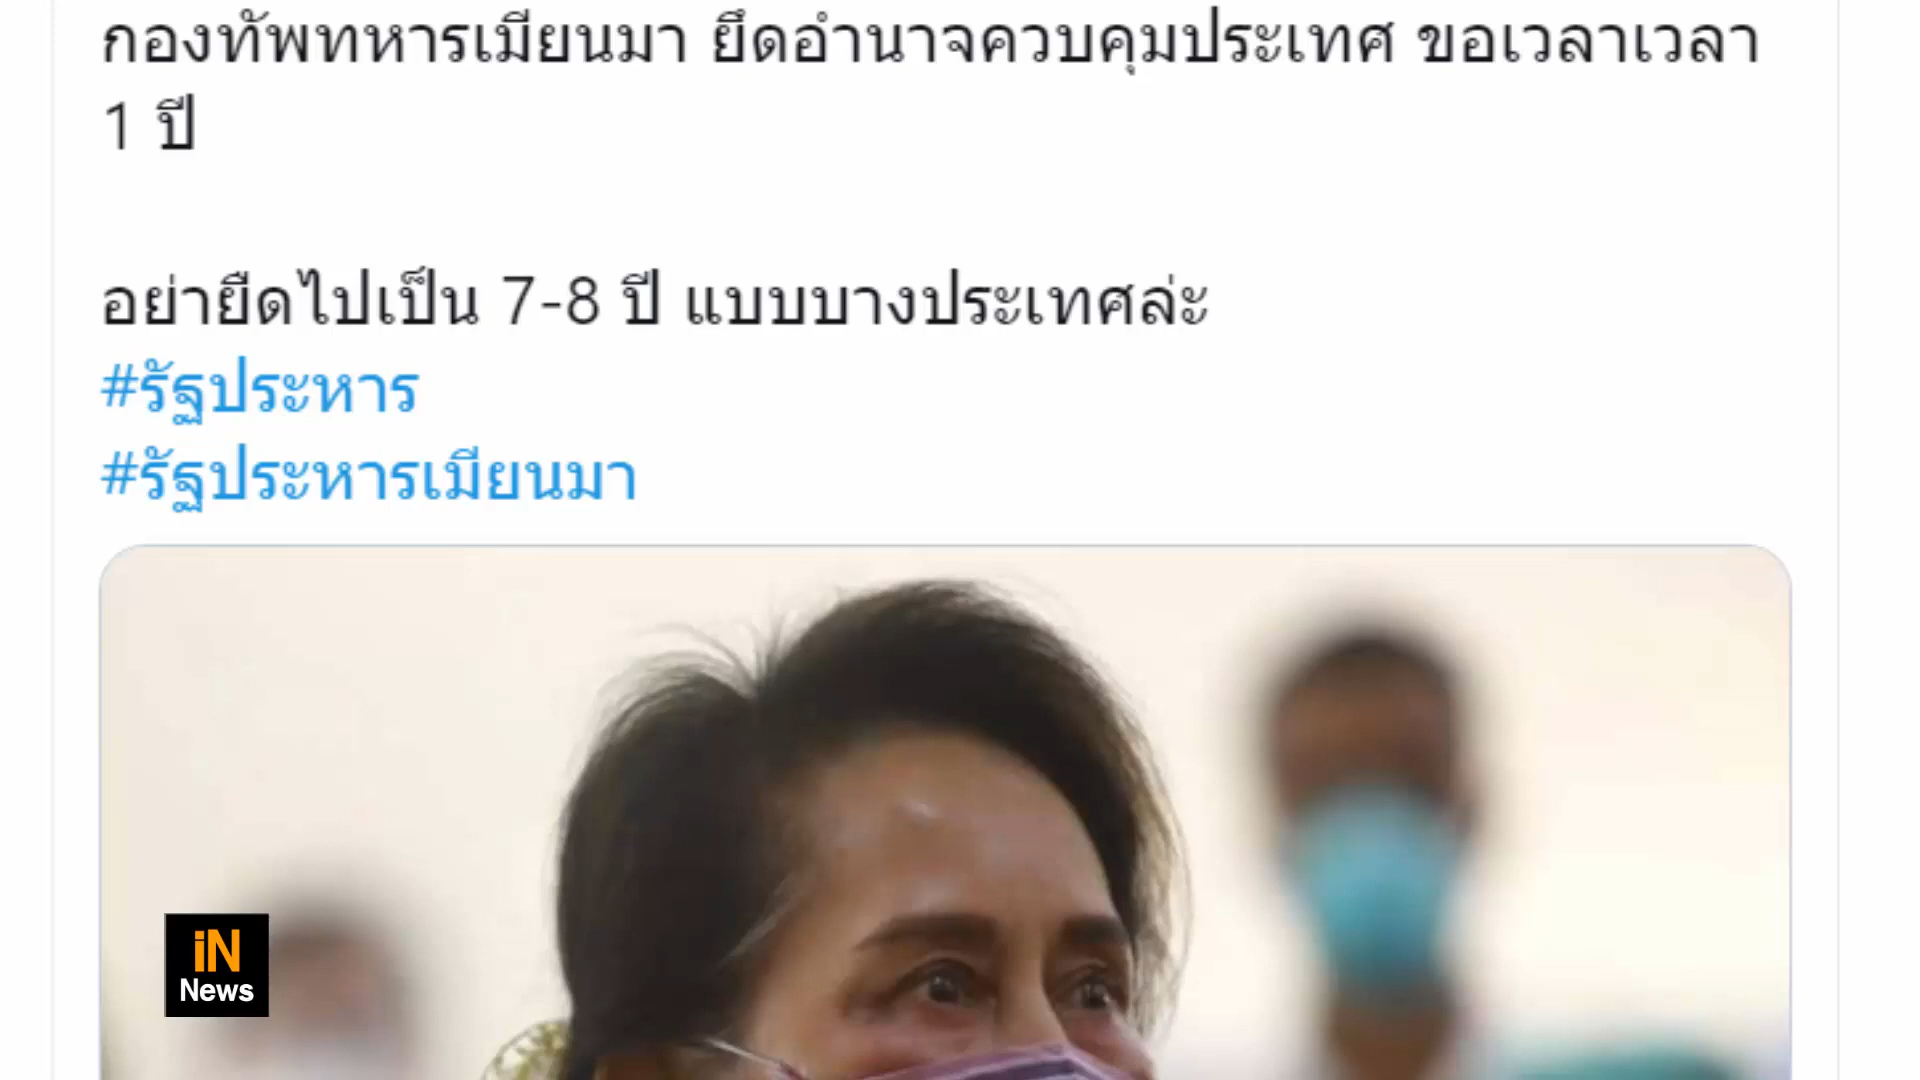 กองทัพทหารเมียนมา ยึดอำนาจควบคุมประเทศ ขอเวลาเวลา
1 ปี
อย่ายืดไปเป็น 7-8 ปี แบบบางประเทศล่ะ
#รัฐประหาร
#รัฐประหารเมียนมา
iN
News